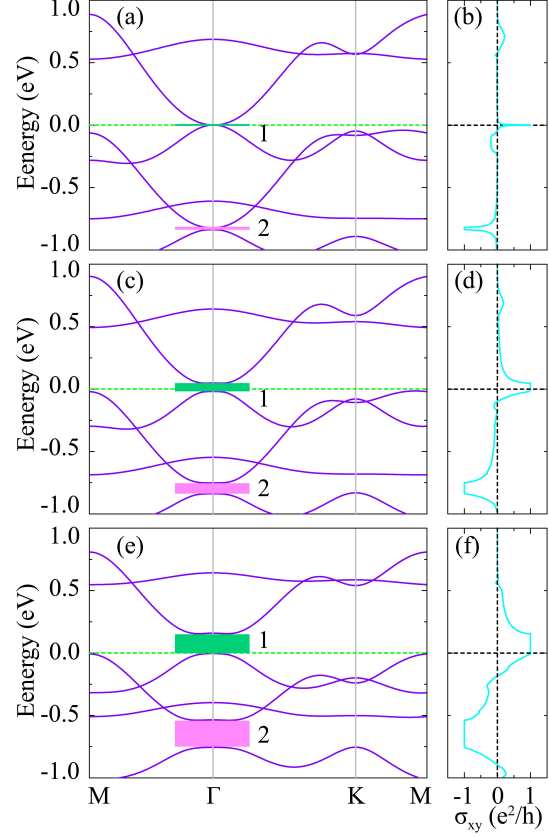 (a)
(b)
1.0
0.5
0.0
-0.5
-1.0
Eenergy (eV)
1
2
(c)
(d)
1.0
0.5
0.0
-0.5
-1.0
Eenergy (eV)
1
2
(e)
(f)
1.0
0.5
0.0
-0.5
-1.0
Eenergy (eV)
1
2
M Γ K M
-1 0 1
σxy (e²/h)